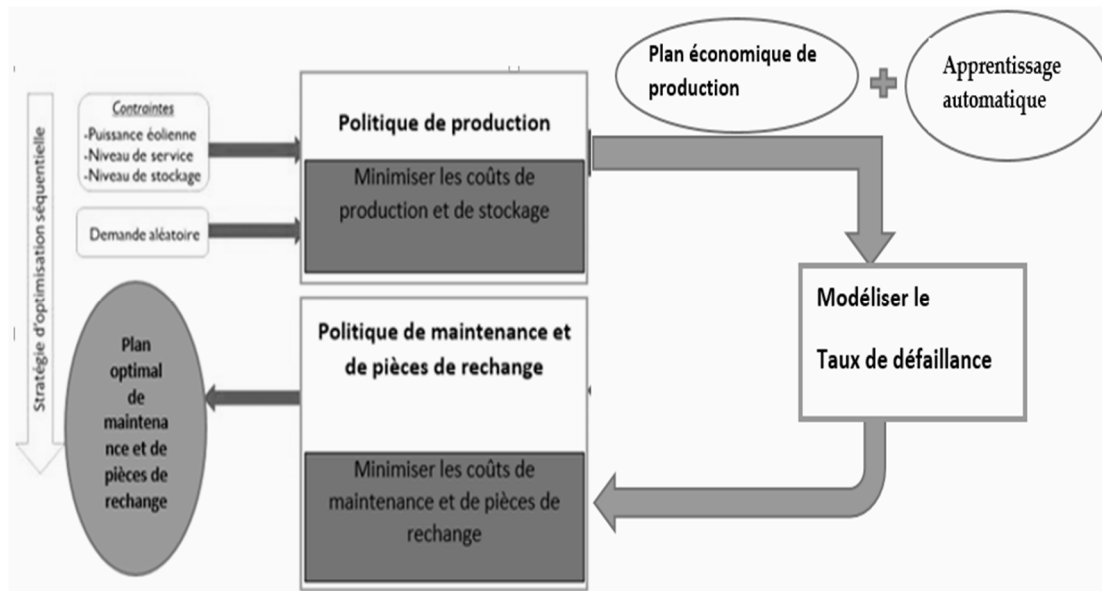 Stratégie d'optimisation séquentielle
Contraintes
-Puissance éolienne
-Niveau de service
-Niveau de stockage
Demande aléatoire
Politique de production
Minimiser les coûts de
production et de stockage
Plan économique de
production
Apprentissage
automatique
Modéliser le
Taux de défaillance
Politique de maintenance et
de pièces de rechange
Minimiser les coûts de
maintenance et de pièces de
rechange
Plan
optimal
de
maintena
nce et de
pièces de
rechange